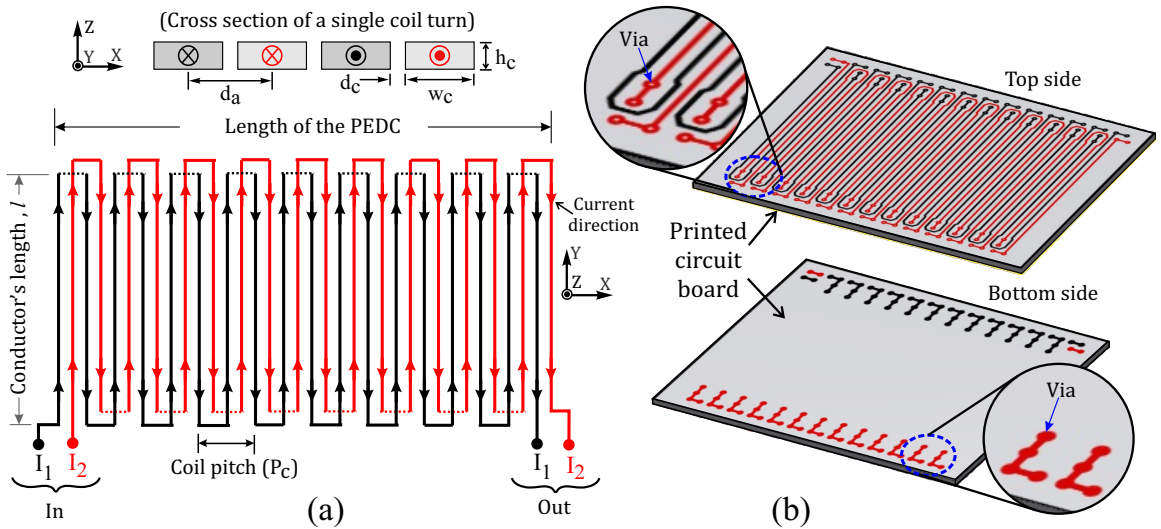 (Cross section of a single coil turn)
Z
Y
X
d_a
d_c
w_c
h_c
Length of the PEDC
Conductor's length , l
Current
direction
Y
Z
X
Coil pitch (P_c)
I_1
I_2
In
I_1
I_2
Out
(a)
Via
Top side
Printed
circuit
board
Bottom side
Via
(b)